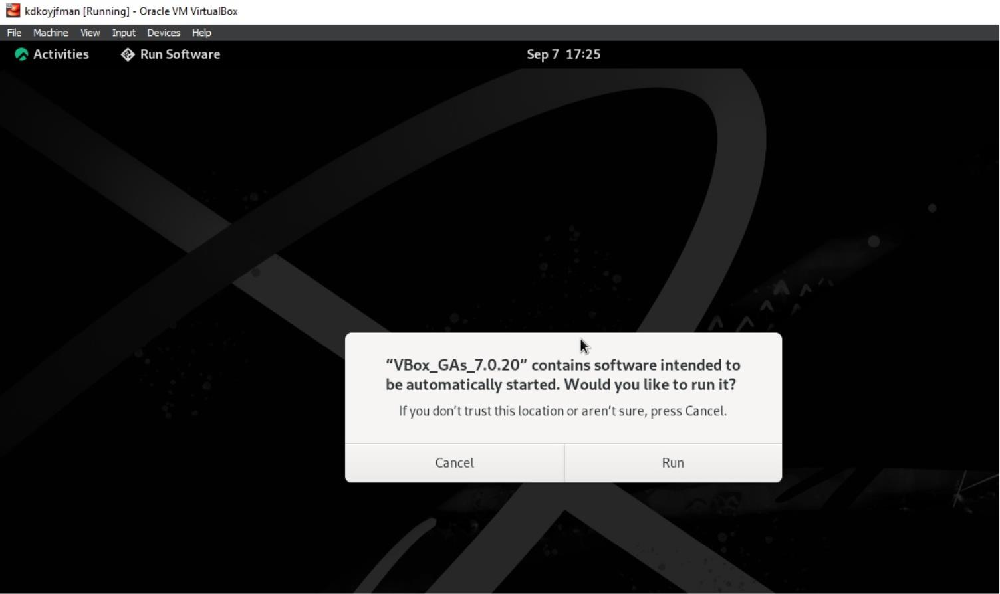 kdkoyjfman [Running] - Oracle VM VirtualBox
File Machine View Input Devices Help
Activities Run Software Sep 7 17:25
“VBox_GAs_7.0.20” contains software intended to
be automatically started. Would you like to run it?
If you don’t trust this location or aren’t sure, press Cancel.
Cancel Run